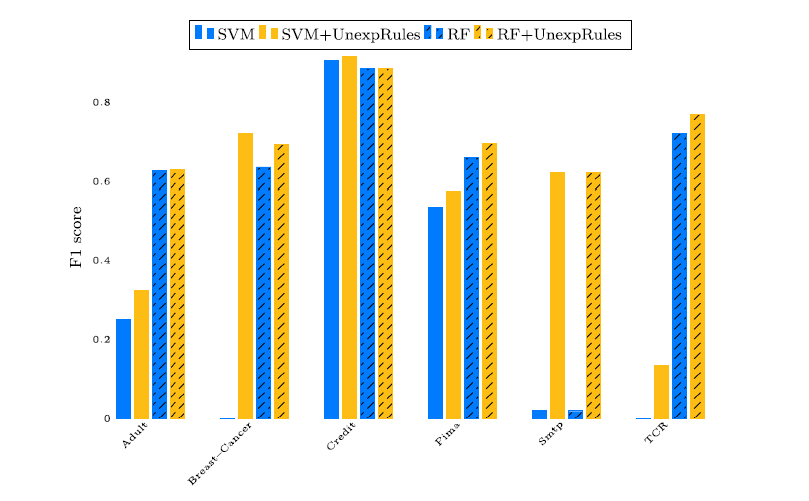 SVM SVM+UnexpRules RF RF+UnexpRules
0.8
0.6
0.4
0.2
0
F1 score
Adult
Breast–Cancer
Credit
Pima
Smtp
TCR